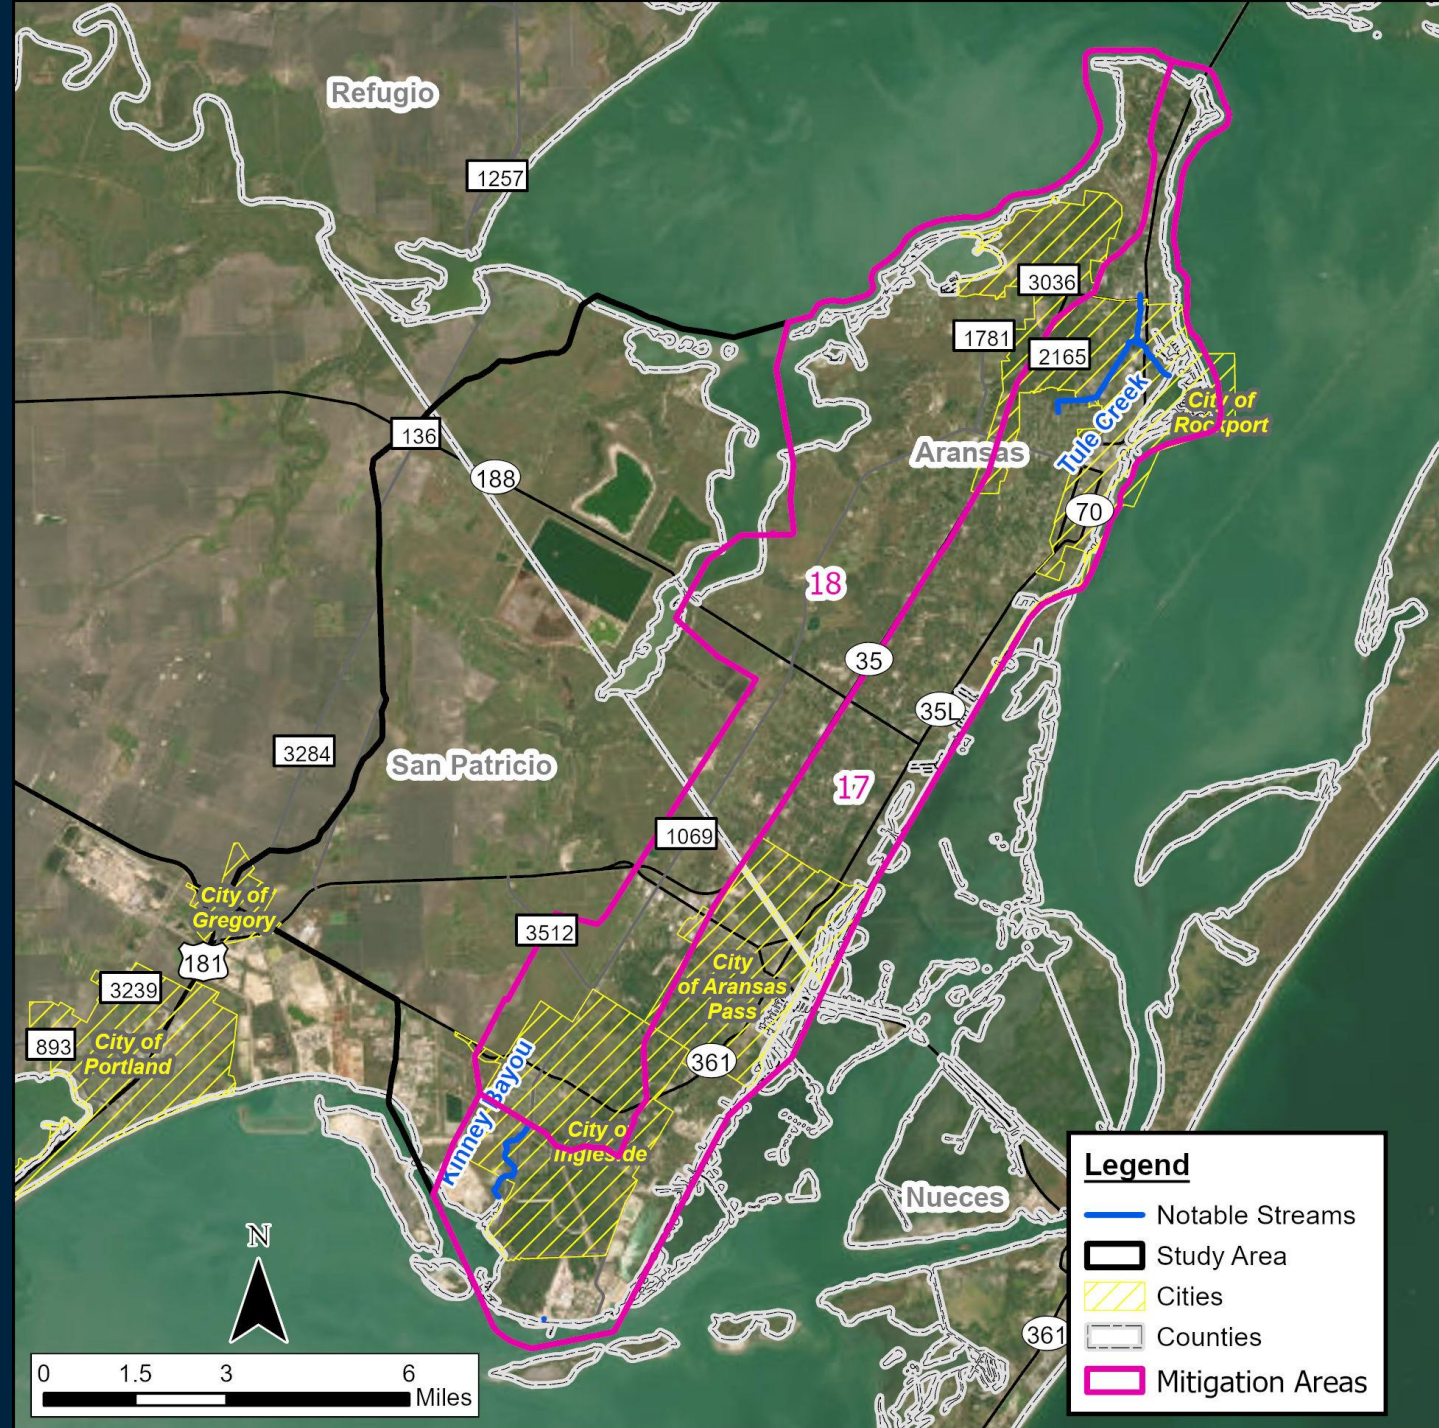 Refugio
1257
3036
1781
2165
City of
Rockport
Tule Creek
136
Aransas
188
70
18
35
35L
3284
San Patricio
17
1069
City of
Gregory
3512
181
3239
City
of Aransas
Pass
893
City of
Portland
361
Kinney Bayou
City of
Ingleside
Nueces
361
N
0 1.5 3 6
Miles
Legend
Notable Streams
Study Area
Cities
Counties
Mitigation Areas